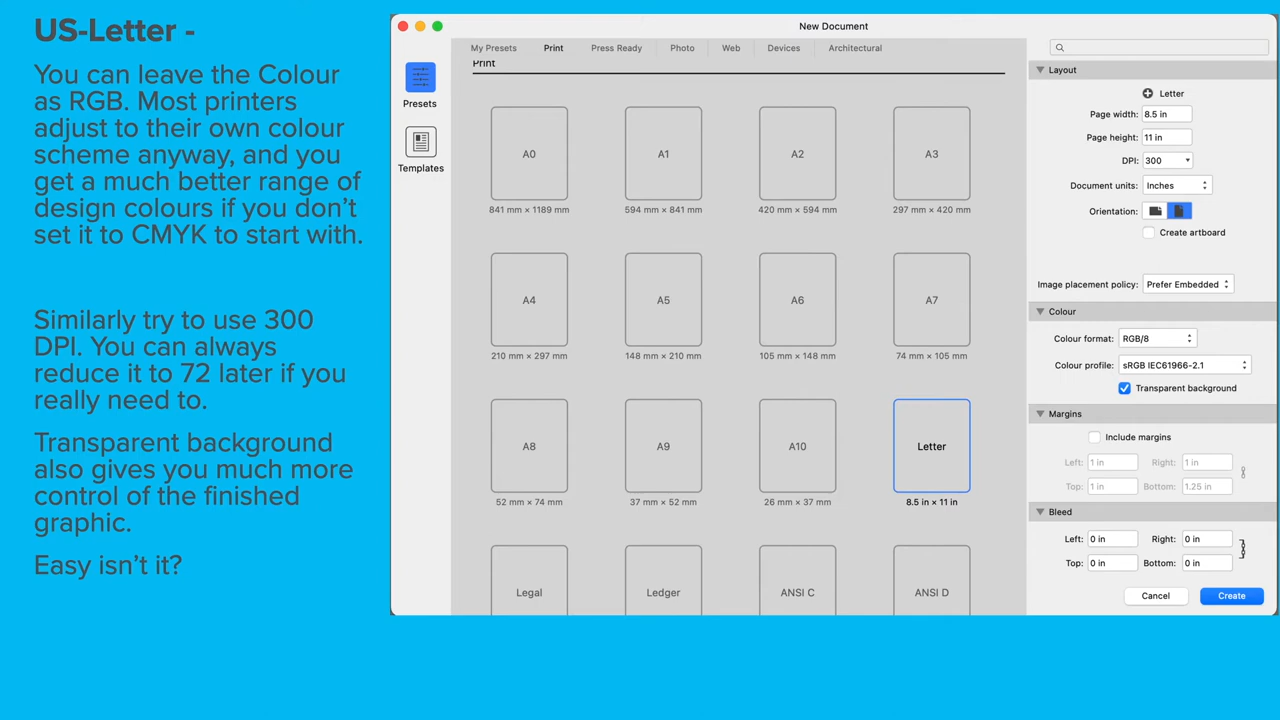 US-Letter -
You can leave the Colour
as RGB. Most printers
adjust to their own colour
scheme anyway, and you
get a much better range of
design colours if you don't
set it to CMYK to start with.
Similarly try to use 300
DPI. You can always
reduce it to 72 later if you
really need to.
Transparent background
also gives you much more
control of the finished
graphic.
Easy isn't it?
New Document
My Presets Print Press Ready Photo Web Devices Architectural
Presets
Templates
Print
A0 A1 A2 A3
841 mm × 1189 mm 594 mm × 841 mm 420 mm × 594 mm 297 mm × 420 mm
A4 A5 A6 A7
210 mm × 297 mm 148 mm × 210 mm 105 mm × 148 mm 74 mm × 105 mm
A8 A9 A10 Letter
52 mm × 74 mm 37 mm × 52 mm 26 mm × 37 mm 8.5 in × 11 in
Legal Ledger ANSI C ANSI D
Layout
Letter
Page width: 8.5 in
Page height: 11 in
DPI: 300
Document units: Inches
Orientation:
Create artboard
Image placement policy: Prefer Embedded
Colour
Colour format: RGB/8
Colour profile: sRGB IEC61966-2.1
Transparent background
Margins
Include margins
Left: 1 in Right: 1 in
Top: 1 in Bottom: 1.25 in
Bleed
Left: 0 in Right: 0 in
Top: 0 in Bottom: 0 in
Cancel Create